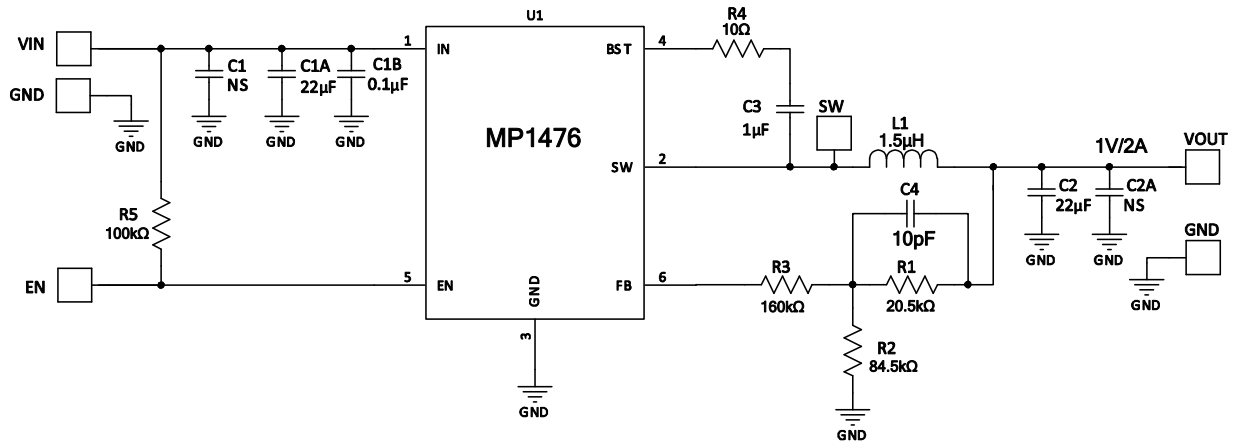 U1
VIN
GND
GND
C1
NS
GND
C1A
22µF
GND
C1B
0.1µF
GND
R5
100kΩ
EN
1
IN
5
EN
MP1476
GND
3
GND
BST
4
SW
2
FB
6
R4
10Ω
C3
1µF
SW
L1
1.5µH
1V/2A
VOUT
C4
10pF
C2
22µF
GND
C2A
NS
GND
GND
GND
R3
160kΩ
R1
20.5kΩ
R2
84.5kΩ
GND